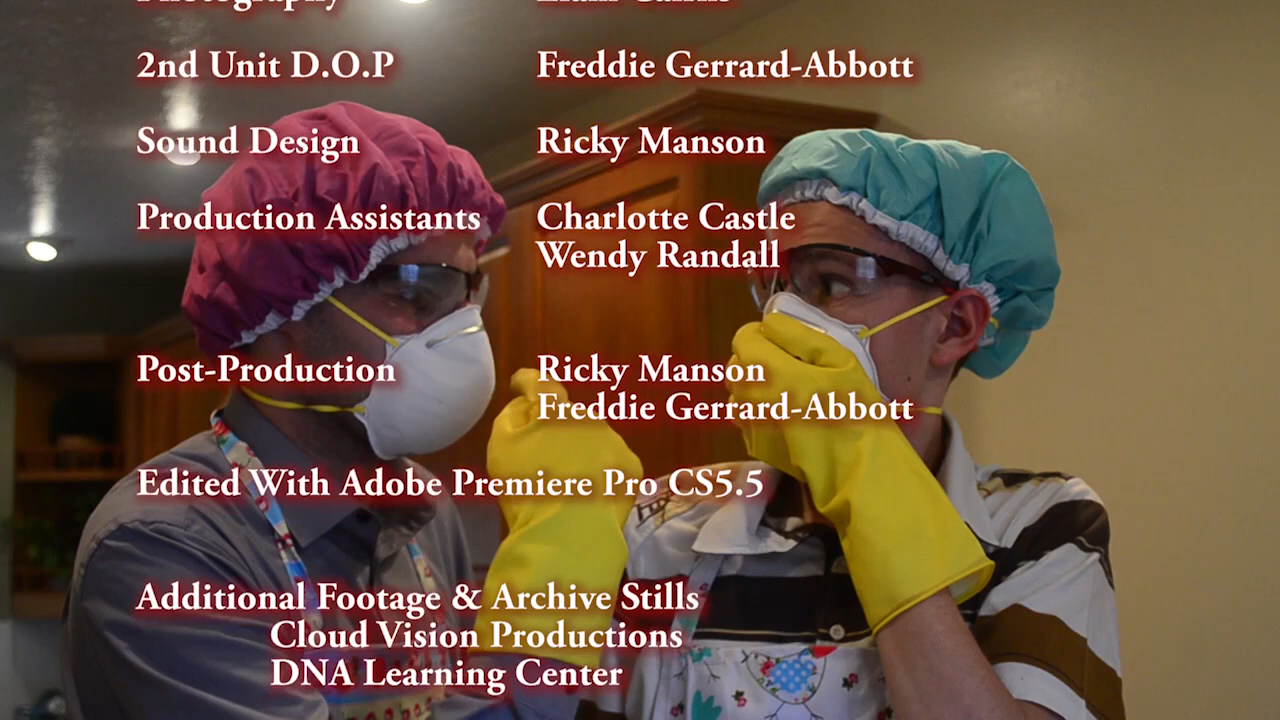 Photography
2nd Unit D.O.P Freddie Gerrard-Abbott
Sound Design Ricky Manson
Production Assistants Charlotte Castle
Wendy Randall
Post-Production Ricky Manson
Freddie Gerrard-Abbott
Edited With Adobe Premiere Pro CS5.5
Additional Footage & Archive Stills
Cloud Vision Productions
DNA Learning Center